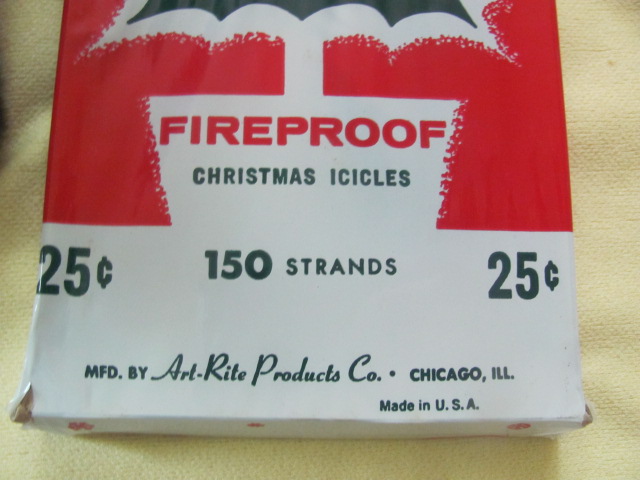 FIREPROOF
CHRISTMAS ICICLES
25¢ 150 STRANDS 25¢
MFD. BY Art-Rite Products Co. • CHICAGO, ILL.
Made in U.S.A.